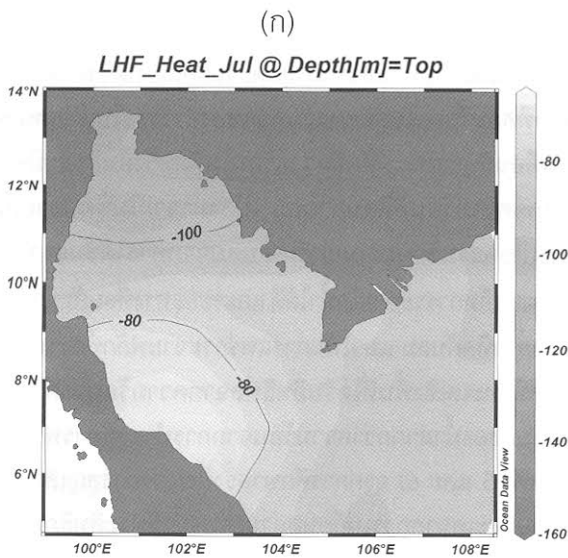 (ก)
LHF_Heat_Jul @ Depth[m]=Top
14°N
12°N
10°N
8°N
6°N
100°E
102°E
104°E
106°E
108°E
-100
-80
-80
-80
-100
-120
-140
-160
Ocean Data View